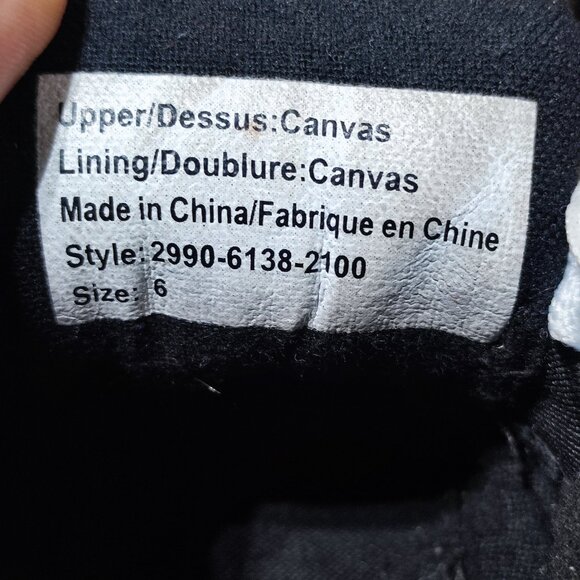 Upper/Dessus:Canvas
Lining/Doublure:Canvas
Made in China/Fabrique en Chine
Style:2990-6138-2100
Size: 6